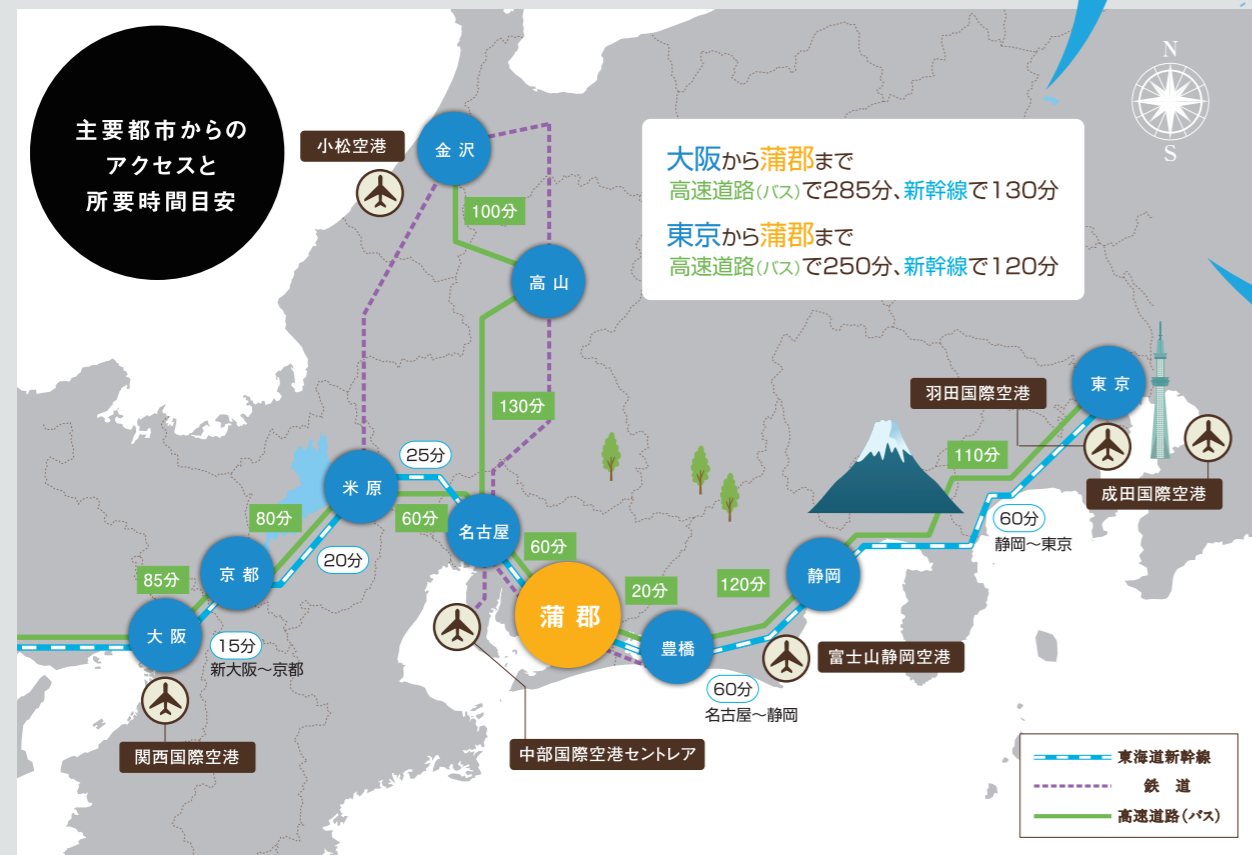 主要都市からの
アクセスと
所要時間目安
N
S
大阪から蒲郡まで
高速道路(バス)で285分、新幹線で130分
東京から蒲郡まで
高速道路(バス)で250分、新幹線で120分
小松空港
金沢
100分
高山
130分
羽田国際空港
東京
成田国際空港
110分
60分
静岡~東京
25分
米原
60分
名古屋
80分
20分
京都
85分
大阪
15分
新大阪~京都
関西国際空港
60分
蒲郡
20分
豊橋
120分
静岡
富士山静岡空港
60分
名古屋~静岡
中部国際空港セントレア
東海道新幹線
鉄道
高速道路(バス)